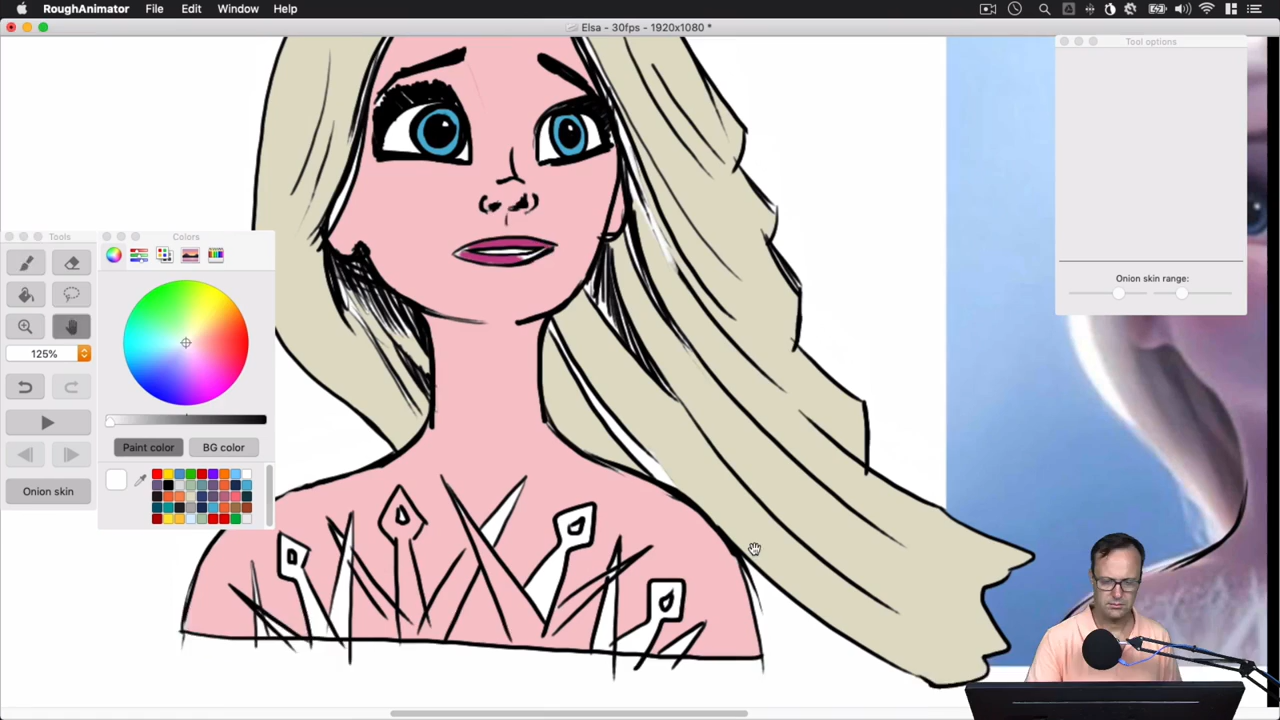 RoughAnimator File Edit Window Help
Elsa - 30fps - 1920x1080 *
Tool options
Onion skin range:
Tools
Colors
125%
Paint color
BG color
Onion skin